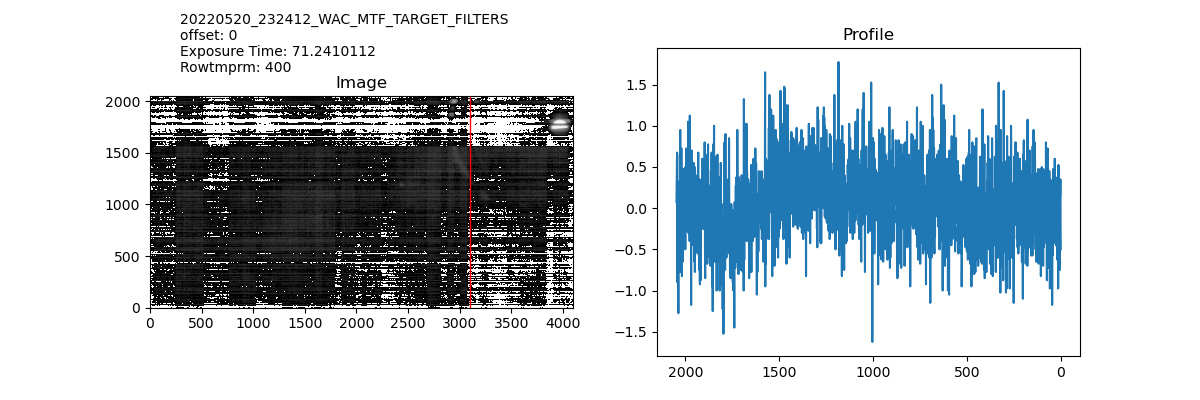 20220520_232412_WAC_MTF_TARGET_FILTERS
offset: 0
Exposure Time: 71.2410112
Rowtmprm: 400
Image
2000
1500
1000
500
0
0 500 1000 1500 2000 2500 3000 3500 4000
Profile
1.5
1.0
0.5
0.0
−0.5
−1.0
−1.5
2000 1500 1000 500 0